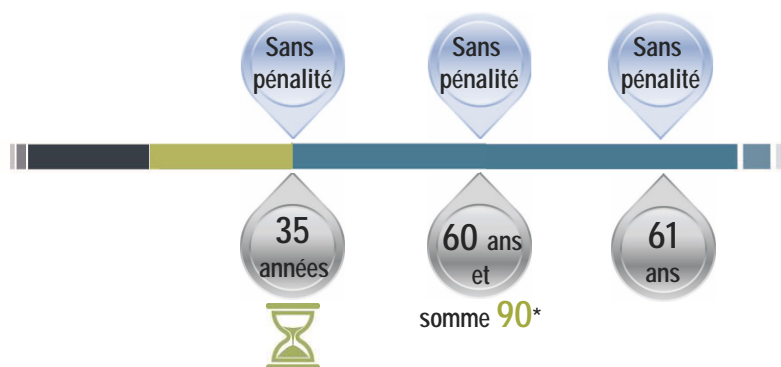 Sans
pénalité
Sans
pénalité
Sans
pénalité
35
années
60 ans
et
somme 90*
61
ans